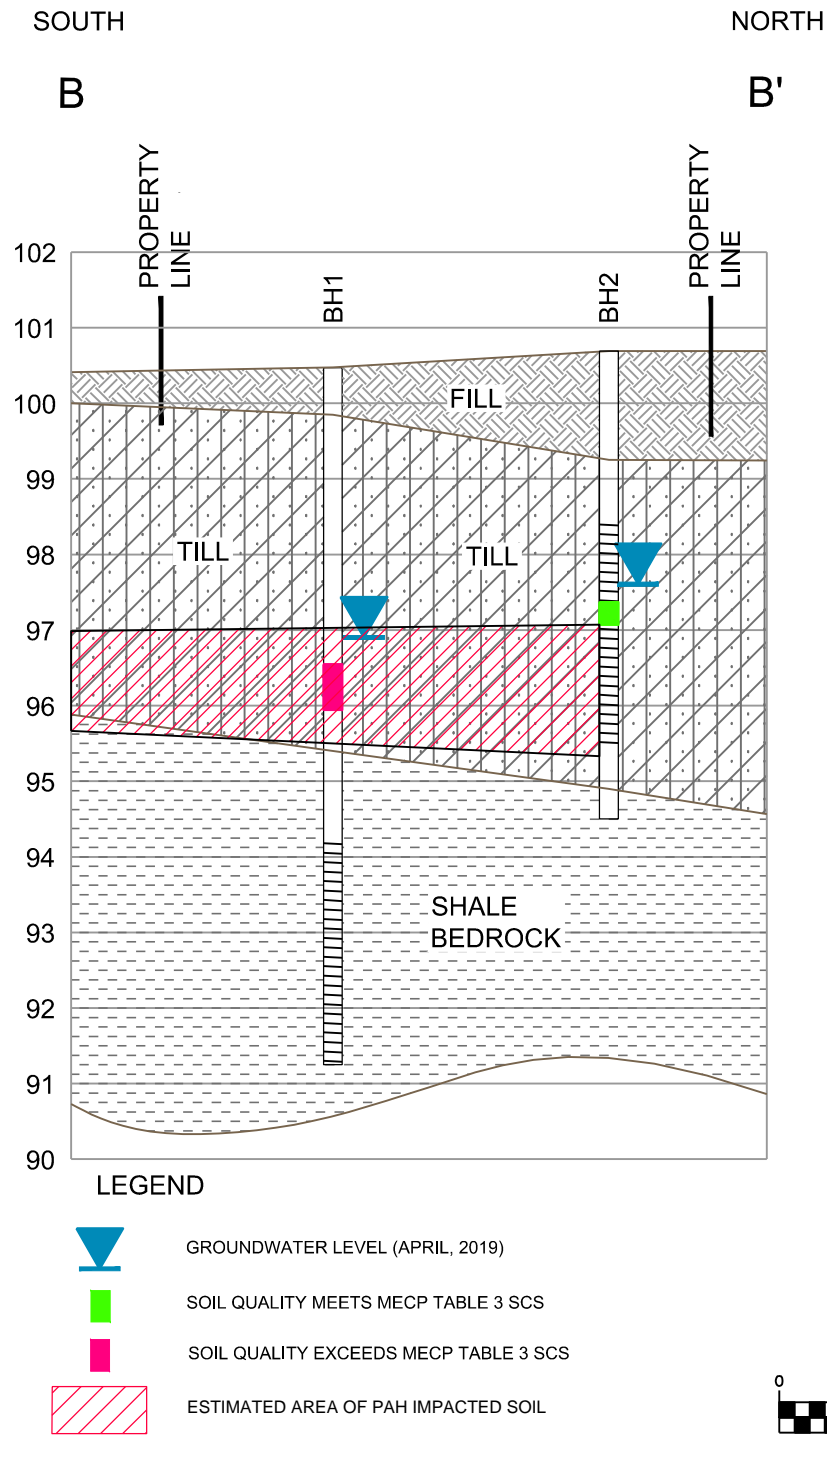 SOUTH
NORTH
B
B'
PROPERTY
LINE
PROPERTY
LINE
BH1
BH2
102
101
100
FILL
99
98
TILL
TILL
97
96
95
94
SHALE
93
BEDROCK
92
91
90
LEGEND
GROUNDWATER LEVEL (APRIL, 2019)
SOIL QUALITY MEETS MECP TABLE 3 SCS
SOIL QUALITY EXCEEDS MECP TABLE 3 SCS
0
ESTIMATED AREA OF PAH IMPACTED SOIL